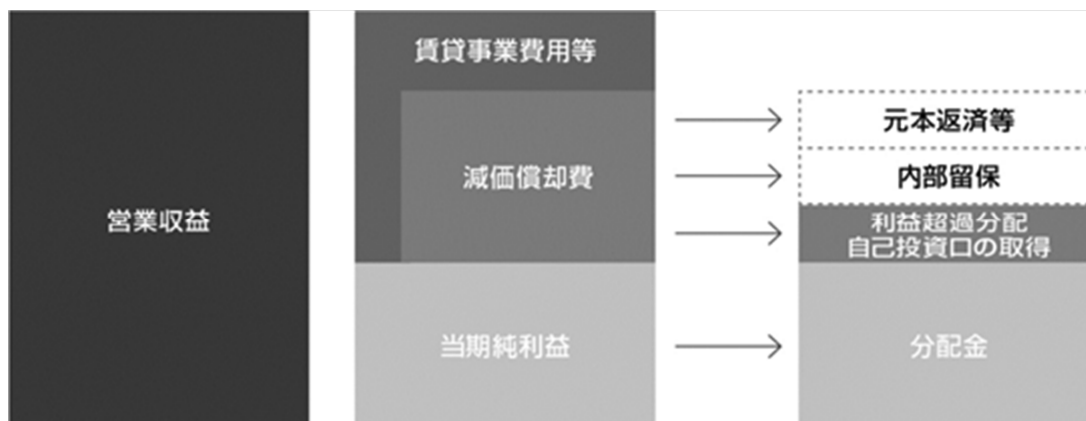 営業収益
賃貸事業費用等
減価償却費
当期純利益
元本返済等
内部留保
利益超過分配
自己投資口の取得
分配金